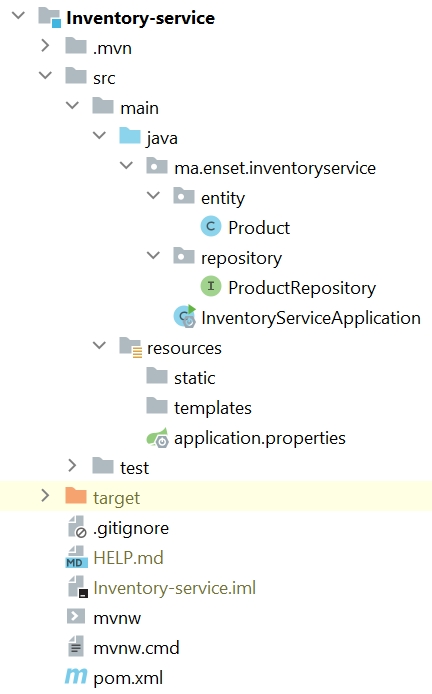 Inventory-service
.mvn
src
main
java
ma.enset.inventoryservice
entity
C Product
repository
I ProductRepository
C InventoryServiceApplication
resources
static
templates
application.properties
test
target
.gitignore
MD HELP.md
Inventory-service.iml
mvnw
mvnw.cmd
m pom.xml